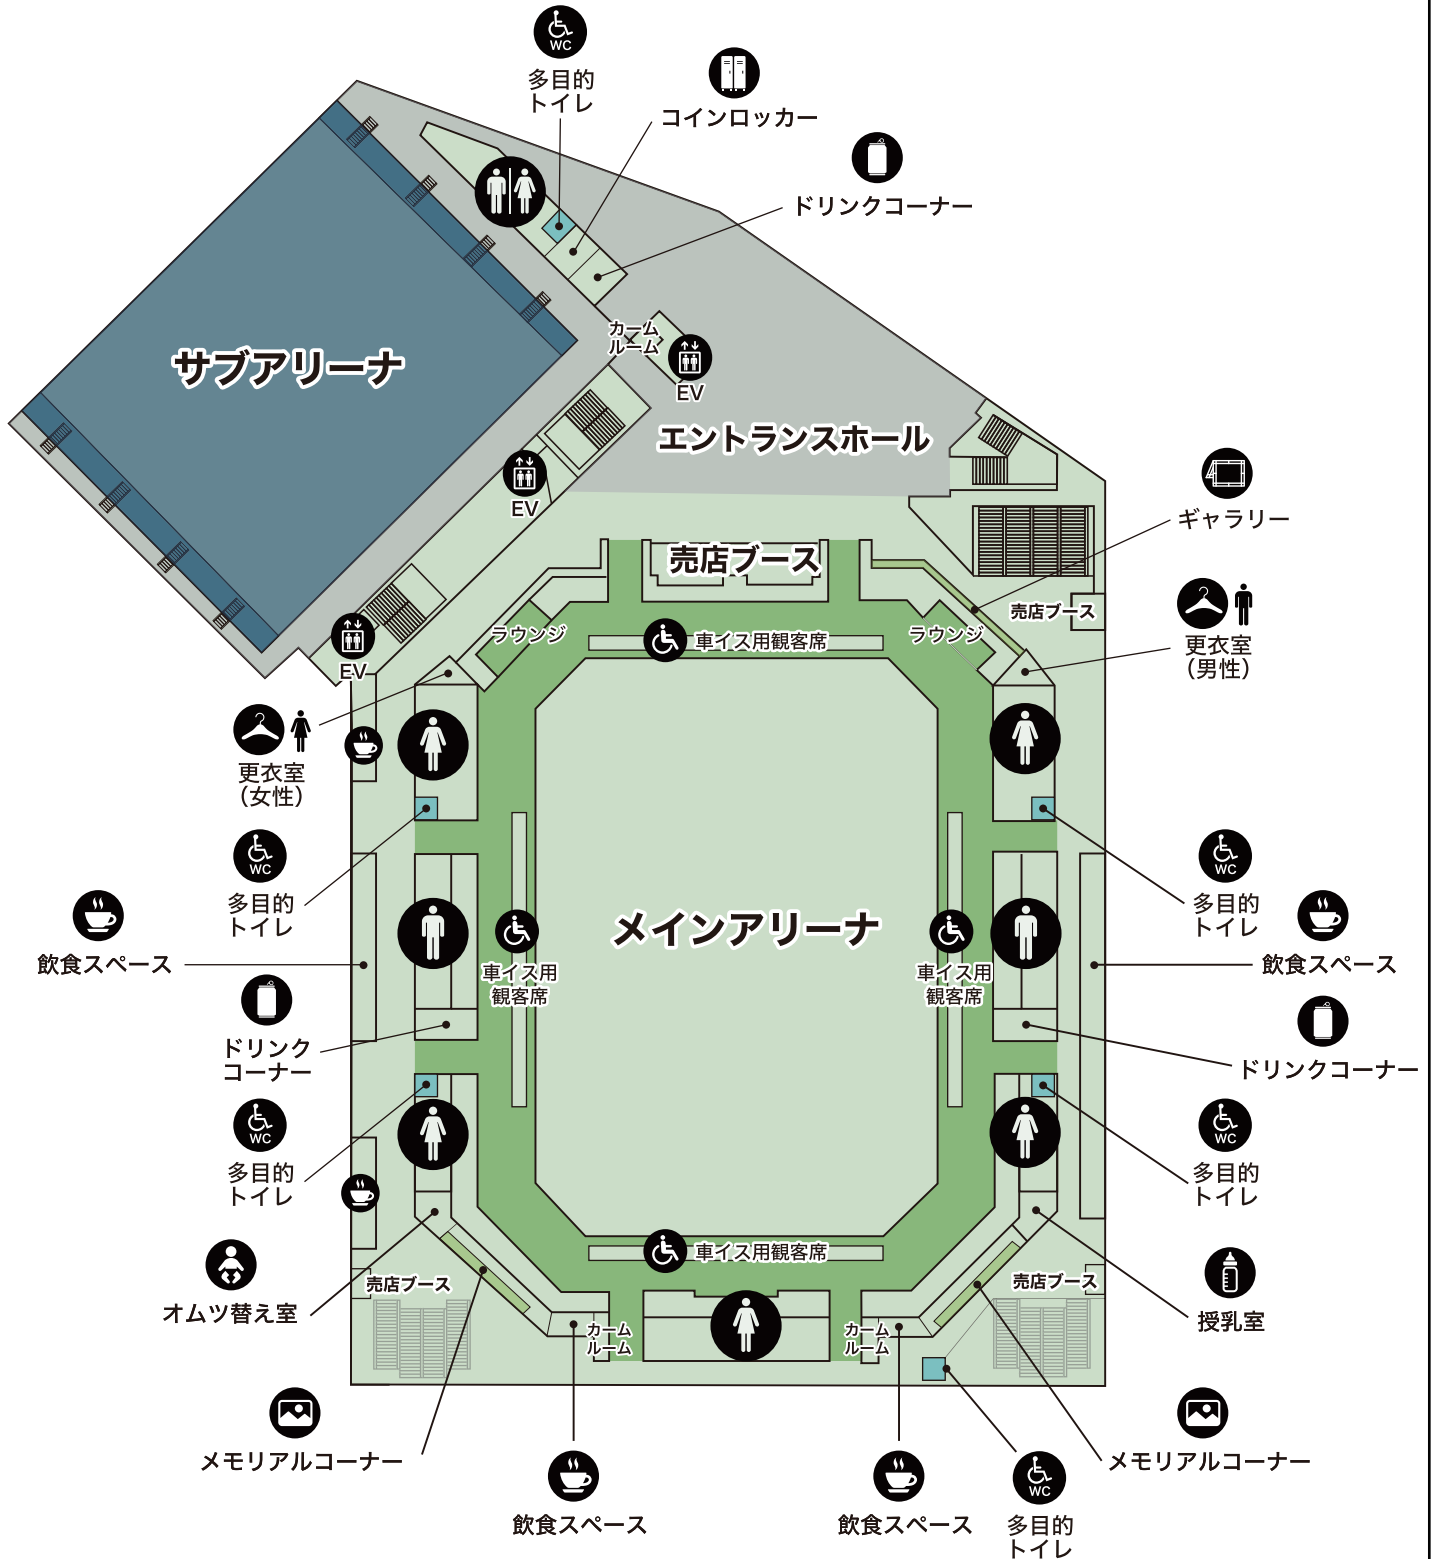 WC
多目的
トイレ
コインロッカー
ドリンクコーナー
カーム
ルーム
EV
サブアリーナ
エントランスホール
EV
ギャラリー
売店ブース
売店ブース
更衣室
(男性)
ラウンジ
車イス用観客席
ラウンジ
EV
更衣室
(女性)
WC
多目的
トイレ
WC
多目的
トイレ
飲食スペース
メインアリーナ
飲食スペース
車イス用
観客席
車イス用
観客席
ドリンク
コーナー
ドリンクコーナー
WC
多目的
トイレ
WC
多目的
トイレ
車イス用観客席
売店ブース
売店ブース
オムツ替え室
授乳室
カーム
ルーム
カーム
ルーム
メモリアルコーナー
メモリアルコーナー
WC
飲食スペース
飲食スペース
多目的
トイレ